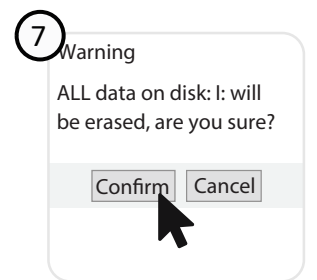 7
Warning
ALL data on disk: I: will
be erased, are you sure?
Confirm Cancel